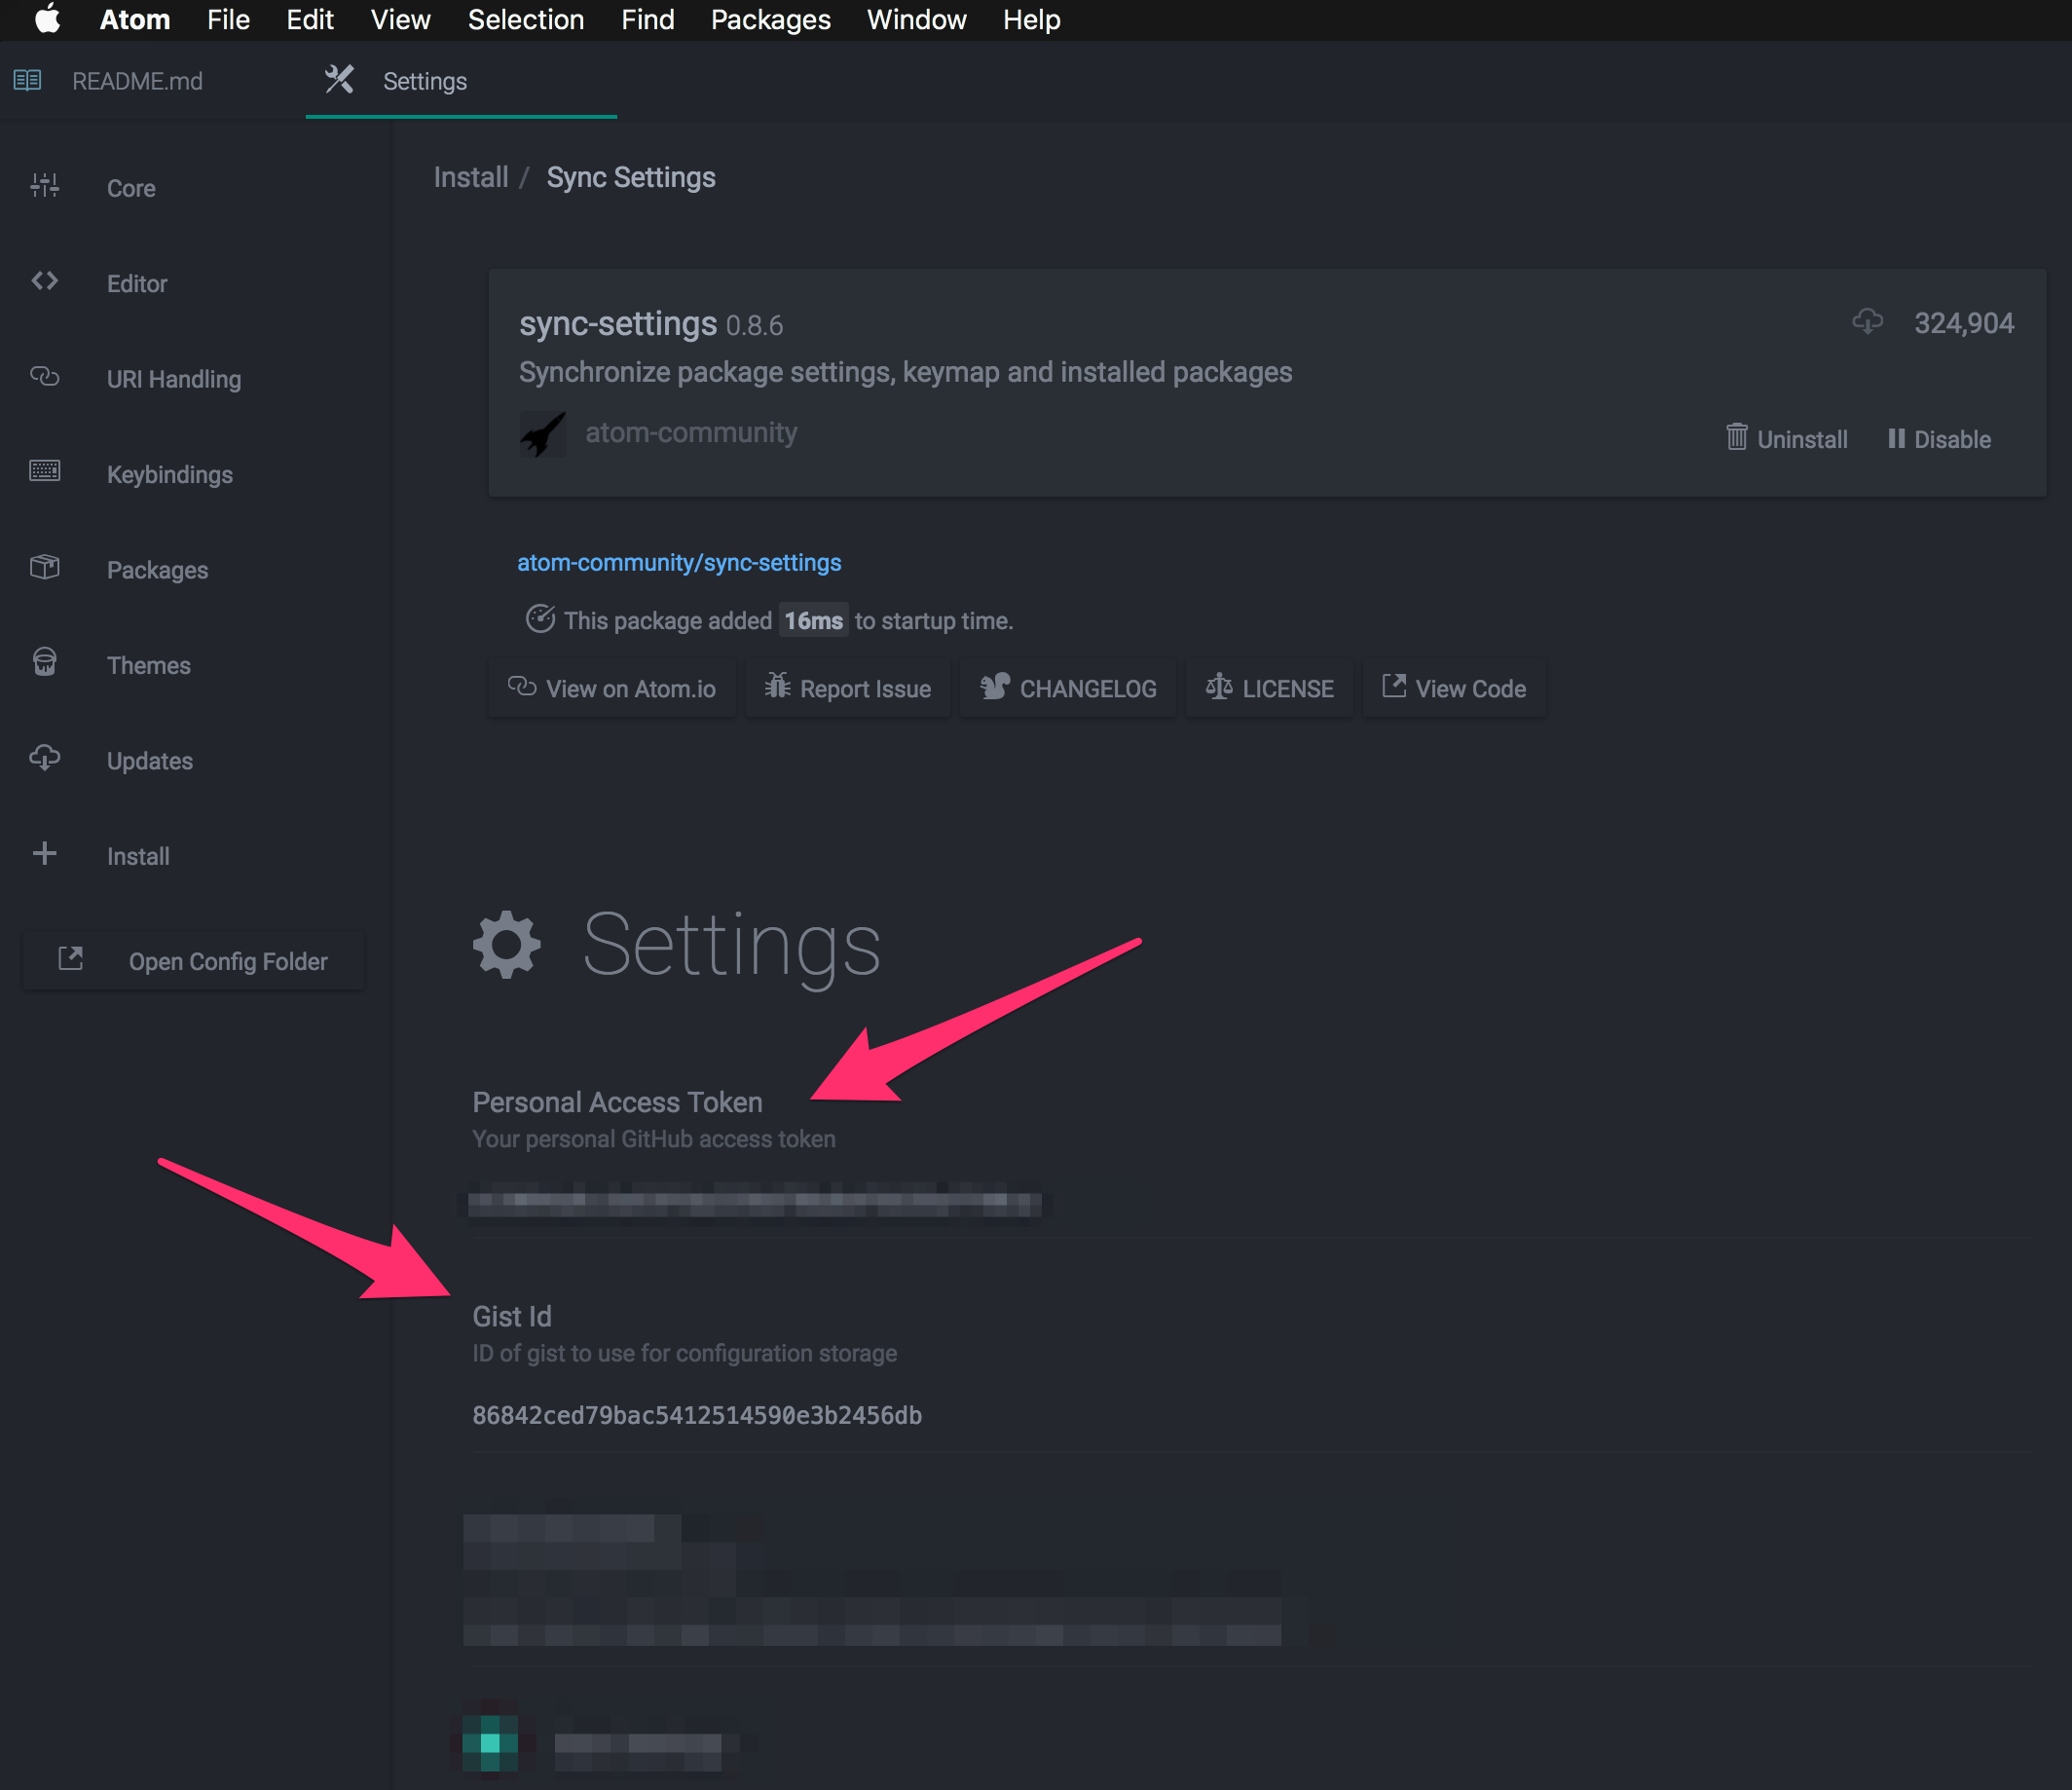 Atom File Edit View Selection Find Packages Window Help
README.md Settings
Core
Editor
URI Handling
Keybindings
Packages
Themes
Updates
Install
Open Config Folder
Install / Sync Settings
sync-settings 0.8.6 324,904
Synchronize package settings, keymap and installed packages
atom-community Uninstall Disable
atom-community/sync-settings
This package added 16ms to startup time.
View on Atom.io Report Issue CHANGELOG LICENSE View Code
Settings
Personal Access Token
Your personal GitHub access token
Gist Id
ID of gist to use for configuration storage
86842ced79bac5412514590e3b2456db